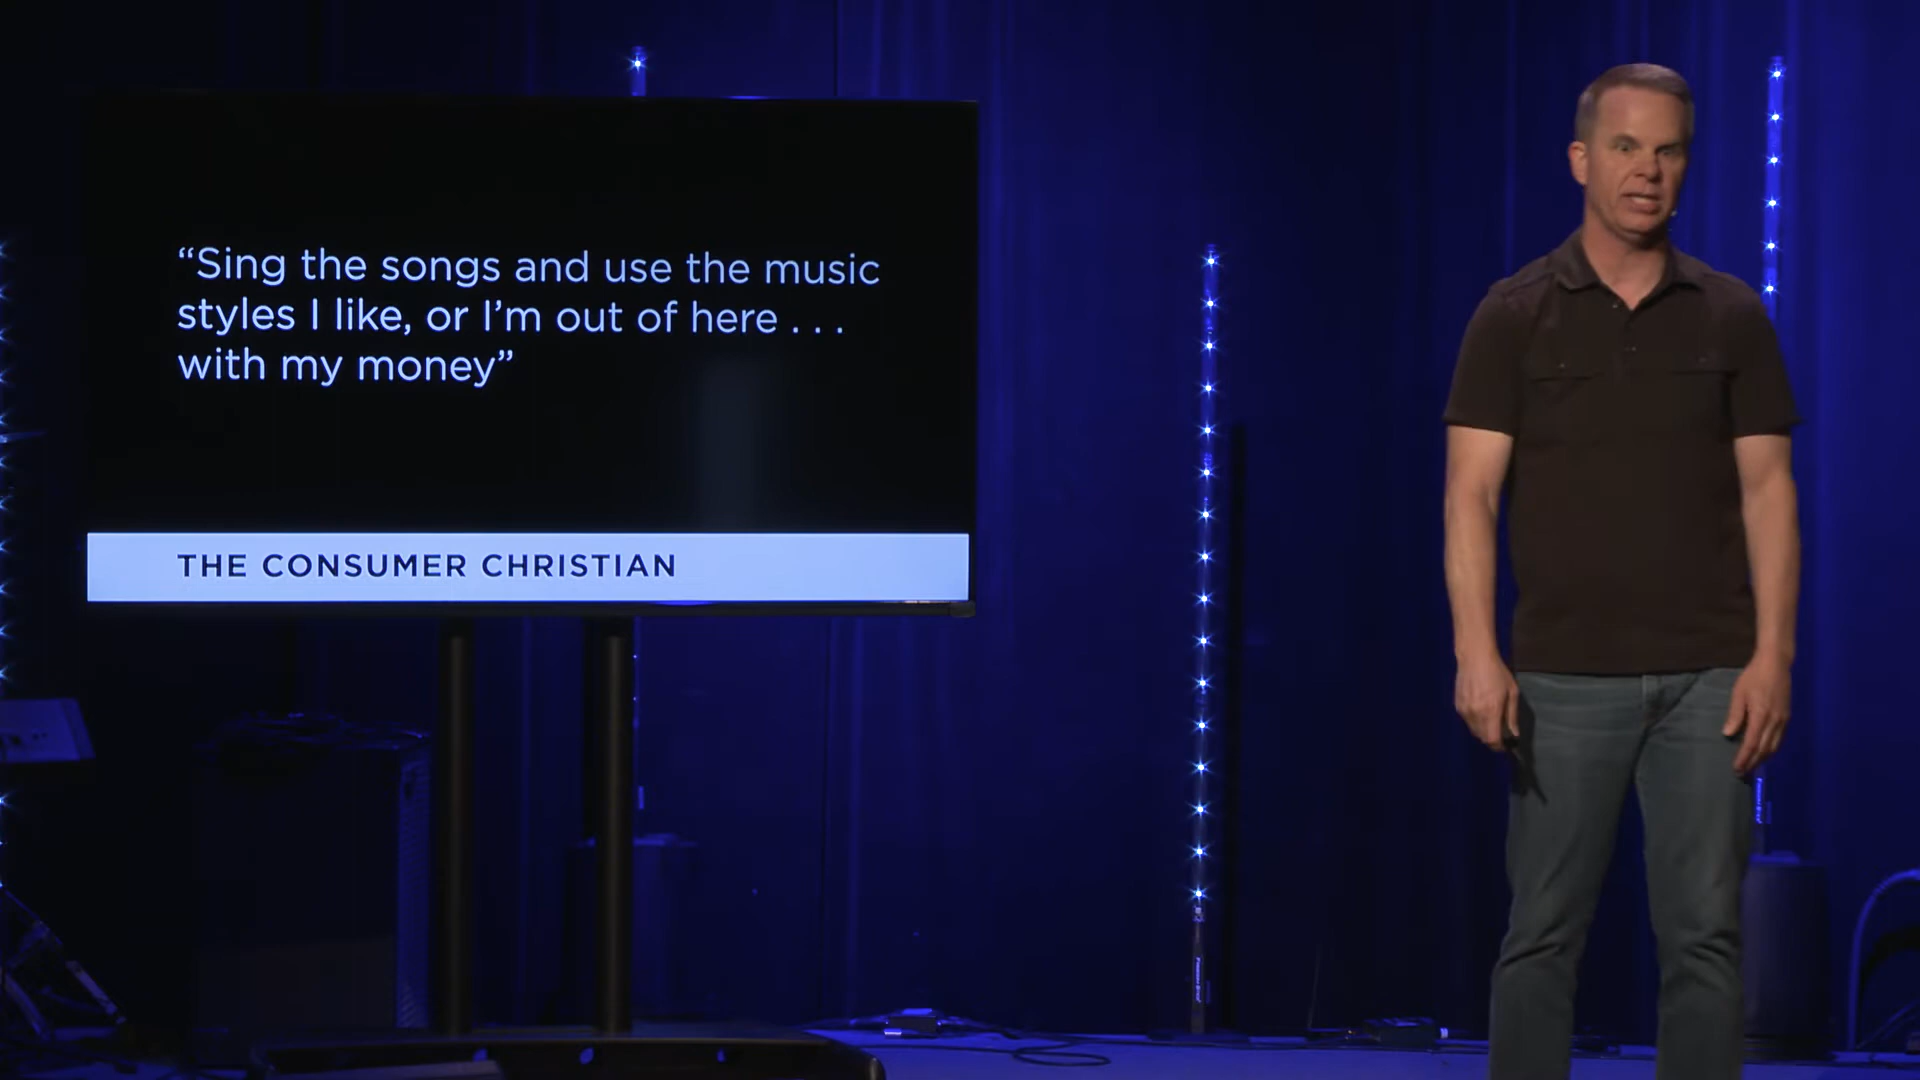 “Sing the songs and use the music
styles I like, or I’m out of here . . .
with my money”
THE CONSUMER CHRISTIAN